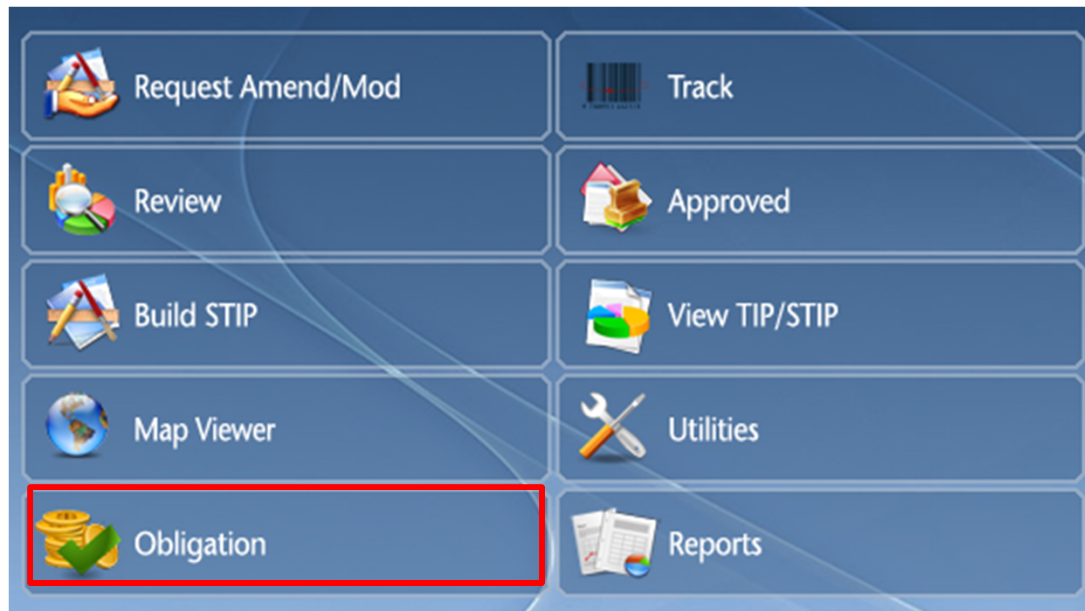 Request Amend/Mod
Track
Review
Approved
Build STIP
View TIP/STIP
Map Viewer
Utilities
Obligation
Reports